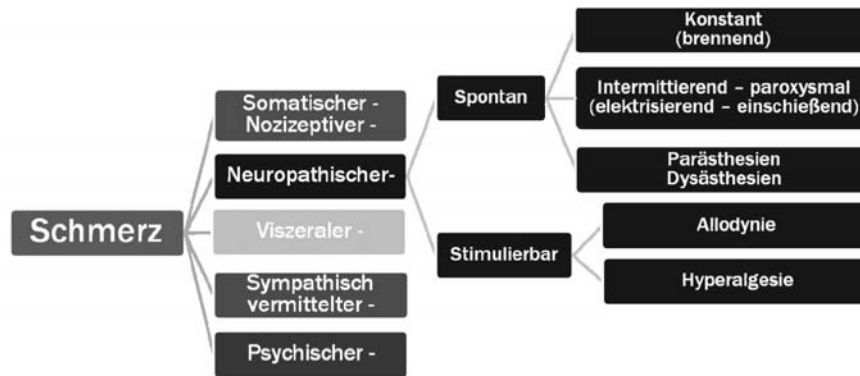 Schmerz
Somatischer -
Nozizeptiver -
Neuropathischer-
Viszeraler -
Sympathisch
vermittelter -
Psychischer -
Spontan
Stimulierbar
Konstant
(brennend)
Intermittierend – paroxysmal
(elektrisierend – einschießend)
Parästhesien
Dysästhesien
Allodynie
Hyperalgesie